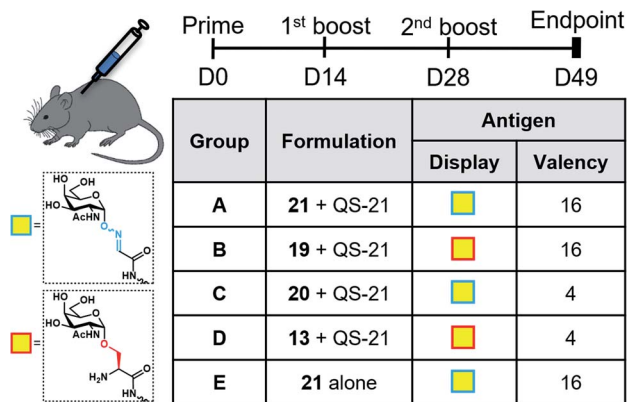 Prime 1st boost 2nd boost Endpoint
D0 D14 D28 D49
Group Formulation Antigen
Display Valency
A 21 + QS-21 16
B 19 + QS-21 16
C 20 + QS-21 4
D 13 + QS-21 4
E 21 alone 16
HO OH
HO O
AcHN
O N
O
HN
=
HO OH
HO O
AcHN
O
O
H₂N
HN
=